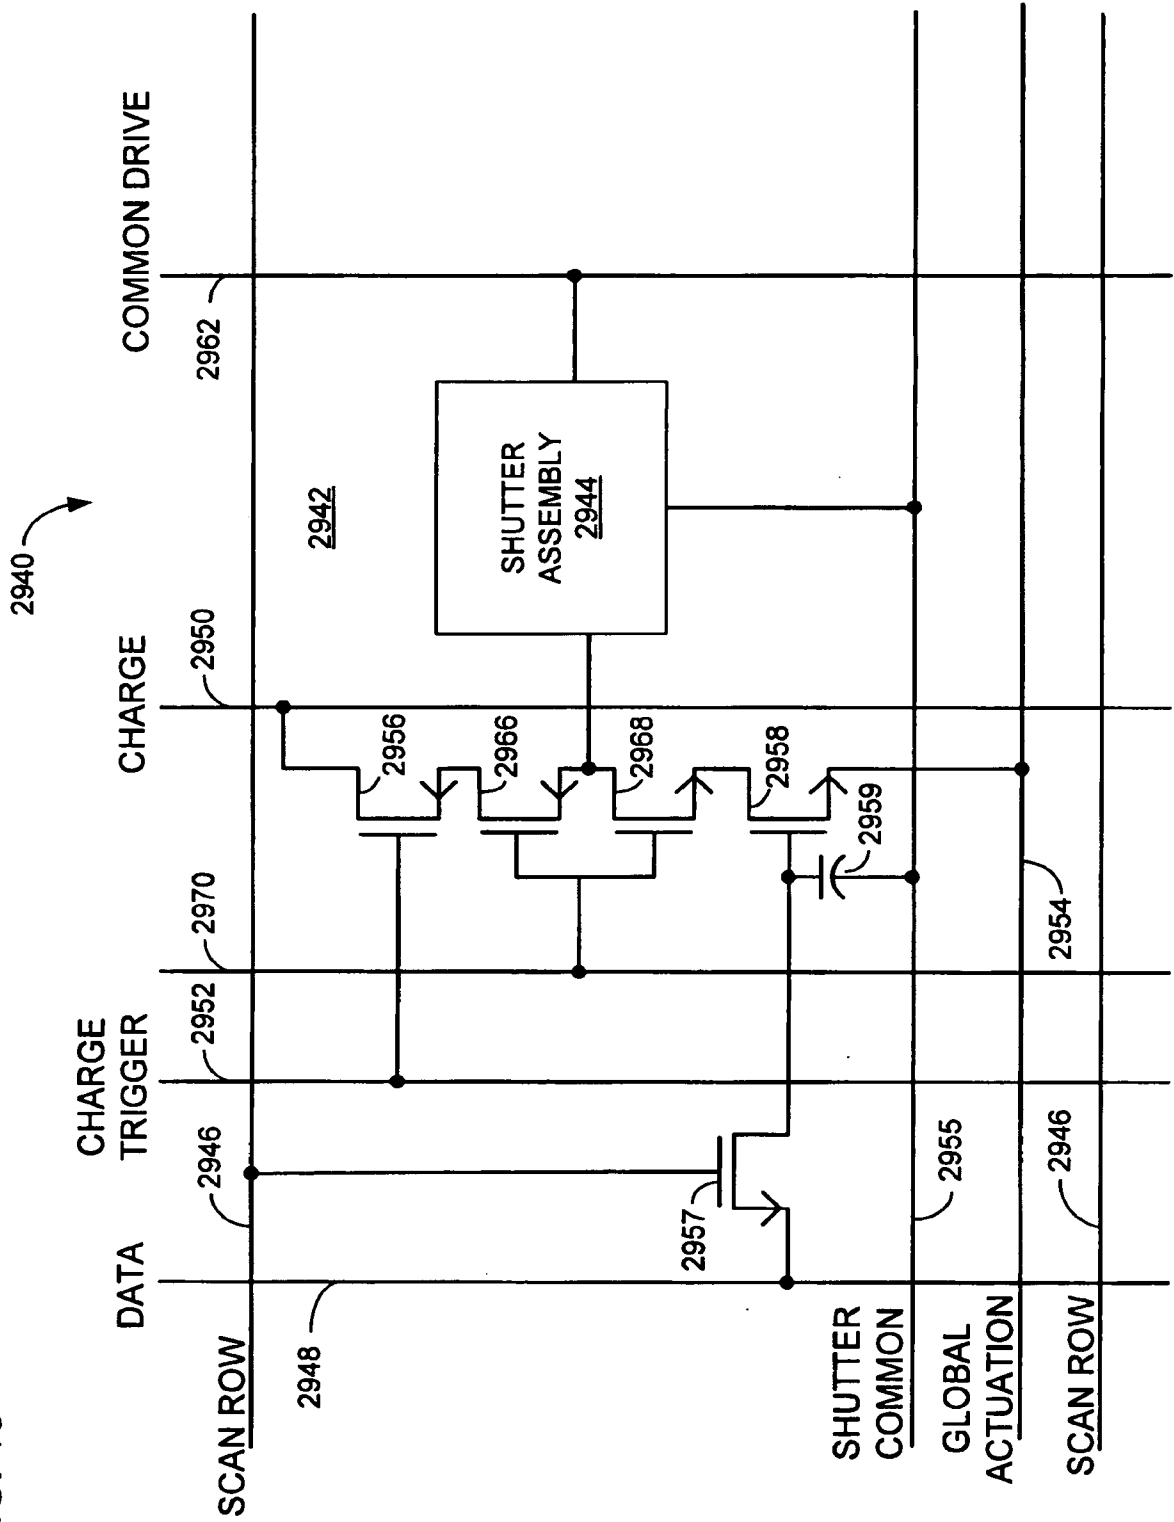 2940
DATA
CHARGE
TRIGGER
CHARGE
COMMON DRIVE
2946
2952
2970
2950
2962
SCAN ROW
2948
2942
2956
2966
2968
2958
2959
SHUTTER
ASSEMBLY
2944
2957
SHUTTER
COMMON
2955
GLOBAL
ACTUATION
2954
SCAN ROW
2946